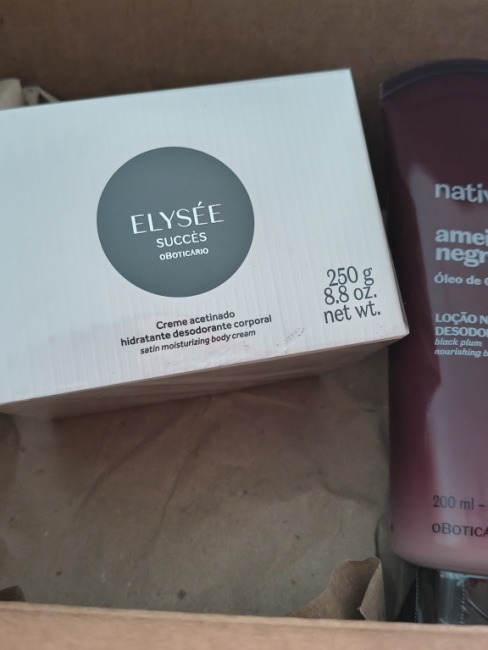 ELYSÉE
SUCCÈS
oBOTICÁRIO
Creme acetinado
hidratante desodorante corporal
satin moisturizing body cream
250 g
8.8 oz.
net wt.
nativ
amei
negr
Óleo de
LOÇÃO N
DESODO
black plum
nourishing b
200 ml –
oBOTICÁ